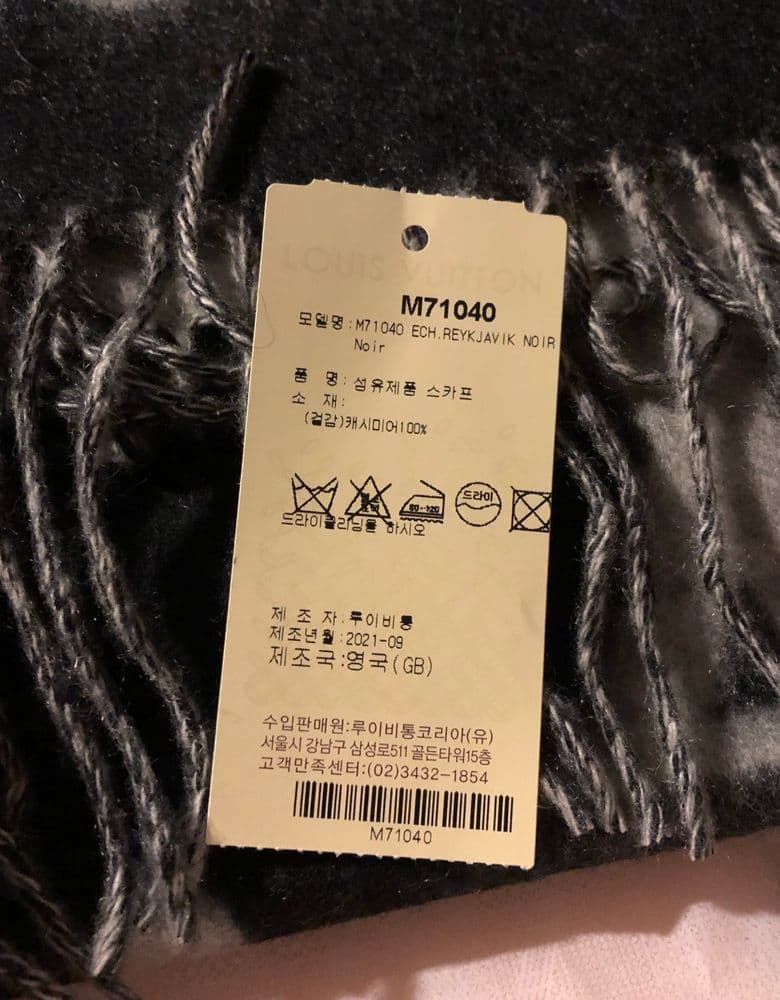 LOUIS VUITTON
M71040
모델명:M71040 ECH.REYKJAVIK NOIR
Noir
품 명:섬유제품 스카프
소 재:
(겉감)캐시미어100%
드라이
드라이클리닝을 하시오
제 조 자:루이비통
제조년월:2021-09
제조국:영국(GB)
수입판매원:루이비통코리아(유)
서울시 강남구 삼성로511 골든타워15층
고객만족센터:(02)3432-1854
M71040